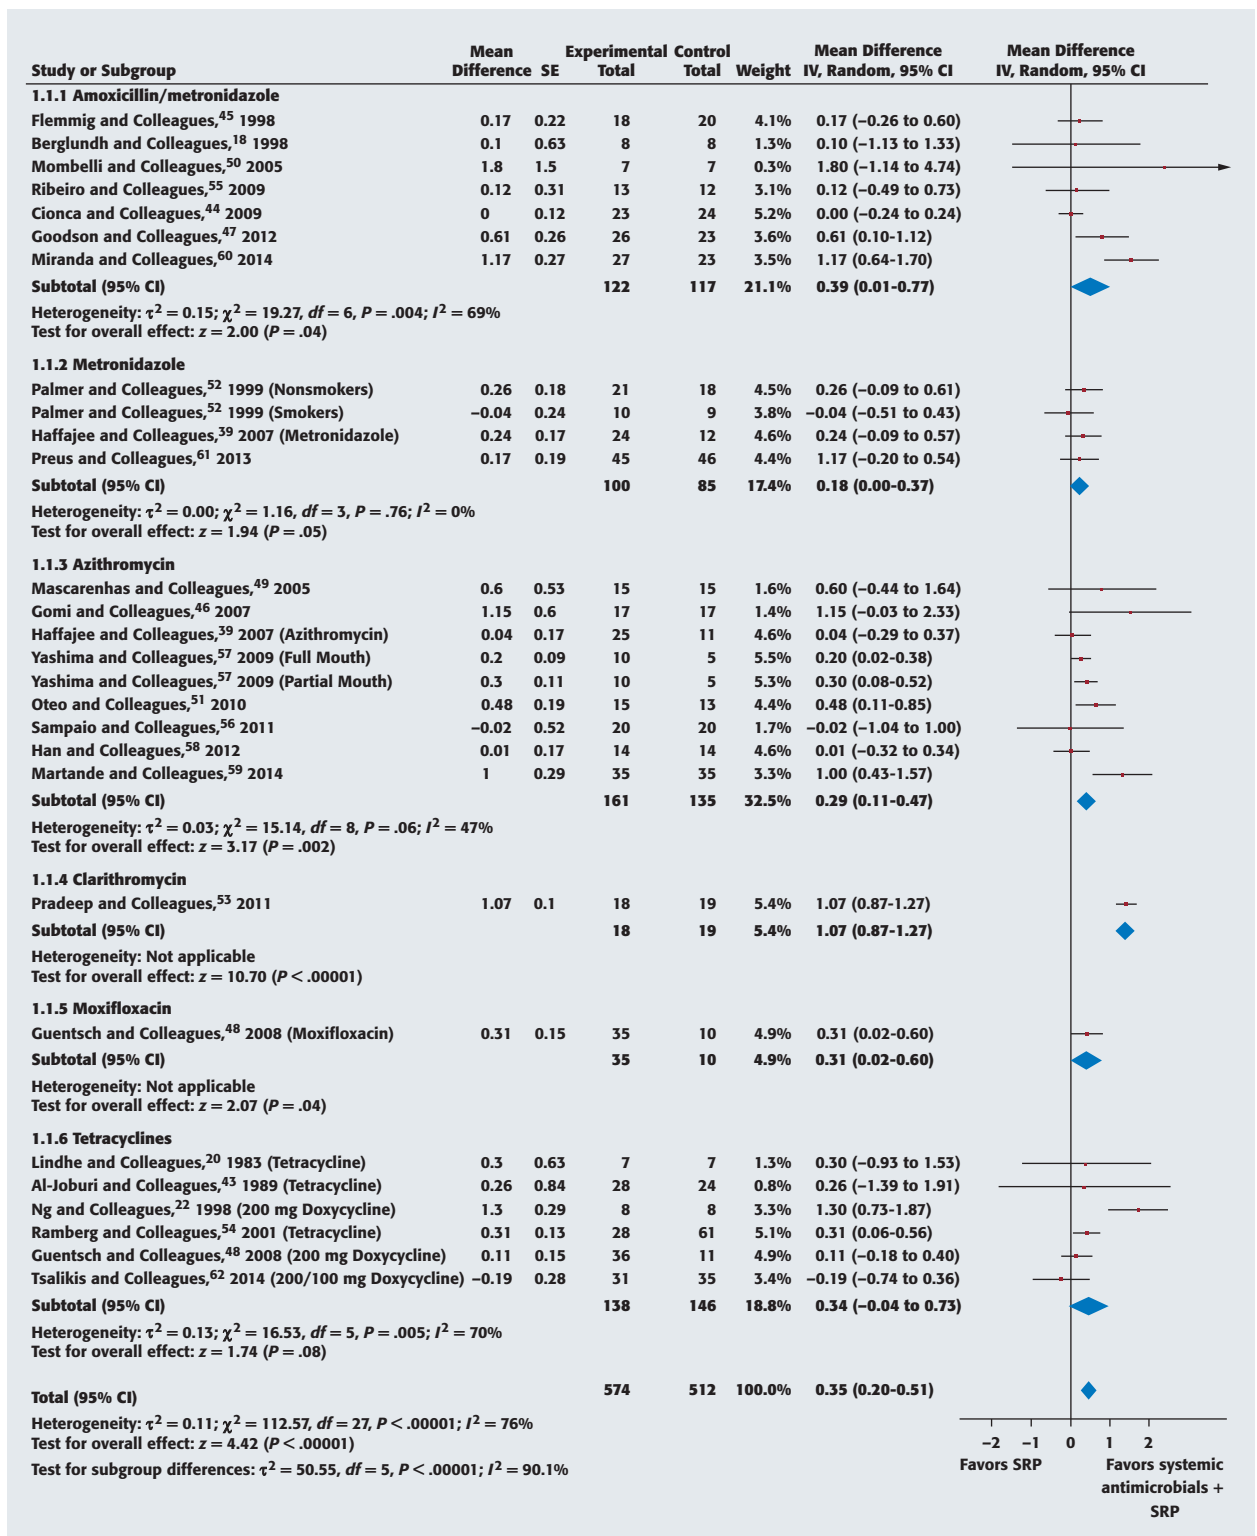 Mean Experimental Control Mean Difference Mean Difference
Study or Subgroup Difference SE Total Total Weight IV, Random, 95% CI IV, Random, 95% CI
1.1.1 Amoxicillin/metronidazole
Flemmig and Colleagues,45 1998 0.17 0.22 18 20 4.1% 0.17 (−0.26 to 0.60)
Berglundh and Colleagues,18 1998 0.1 0.63 8 8 1.3% 0.10 (−1.13 to 1.33)
Mombelli and Colleagues,50 2005 1.8 1.5 7 7 0.3% 1.80 (−1.14 to 4.74)
Ribeiro and Colleagues,55 2009 0.12 0.31 13 12 3.1% 0.12 (−0.49 to 0.73)
Cionca and Colleagues,44 2009 0 0.12 23 24 5.2% 0.00 (−0.24 to 0.24)
Goodson and Colleagues,47 2012 0.61 0.26 26 23 3.6% 0.61 (0.10-1.12)
Miranda and Colleagues,60 2014 1.17 0.27 27 23 3.5% 1.17 (0.64-1.70)
Subtotal (95% CI) 122 117 21.1% 0.39 (0.01-0.77)
Heterogeneity: τ2 = 0.15; χ2 = 19.27, df = 6, P = .004; I2 = 69%
Test for overall effect: z = 2.00 (P = .04)
1.1.2 Metronidazole
Palmer and Colleagues,52 1999 (Nonsmokers) 0.26 0.18 21 18 4.5% 0.26 (−0.09 to 0.61)
Palmer and Colleagues,52 1999 (Smokers) −0.04 0.24 10 9 3.8% −0.04 (−0.51 to 0.43)
Haffajee and Colleagues,39 2007 (Metronidazole) 0.24 0.17 24 12 4.6% 0.24 (−0.09 to 0.57)
Preus and Colleagues,61 2013 0.17 0.19 45 46 4.4% 1.17 (−0.20 to 0.54)
Subtotal (95% CI) 100 85 17.4% 0.18 (0.00-0.37)
Heterogeneity: τ2 = 0.00; χ2 = 1.16, df = 3, P = .76; I2 = 0%
Test for overall effect: z = 1.94 (P = .05)
1.1.3 Azithromycin
Mascarenhas and Colleagues,49 2005 0.6 0.53 15 15 1.6% 0.60 (−0.44 to 1.64)
Gomi and Colleagues,46 2007 1.15 0.6 17 17 1.4% 1.15 (−0.03 to 2.33)
Haffajee and Colleagues,39 2007 (Azithromycin) 0.04 0.17 25 11 4.6% 0.04 (−0.29 to 0.37)
Yashima and Colleagues,57 2009 (Full Mouth) 0.2 0.09 10 5 5.5% 0.20 (0.02-0.38)
Yashima and Colleagues,57 2009 (Partial Mouth) 0.3 0.11 10 5 5.3% 0.30 (0.08-0.52)
Oteo and Colleagues,51 2010 0.48 0.19 15 13 4.4% 0.48 (0.11-0.85)
Sampaio and Colleagues,56 2011 −0.02 0.52 20 20 1.7% −0.02 (−1.04 to 1.00)
Han and Colleagues,58 2012 0.01 0.17 14 14 4.6% 0.01 (−0.32 to 0.34)
Martande and Colleagues,59 2014 1 0.29 35 35 3.3% 1.00 (0.43-1.57)
Subtotal (95% CI) 161 135 32.5% 0.29 (0.11-0.47)
Heterogeneity: τ2 = 0.03; χ2 = 15.14, df = 8, P = .06; I2 = 47%
Test for overall effect: z = 3.17 (P = .002)
1.1.4 Clarithromycin
Pradeep and Colleagues,53 2011 1.07 0.1 18 19 5.4% 1.07 (0.87-1.27)
Subtotal (95% CI) 18 19 5.4% 1.07 (0.87-1.27)
Heterogeneity: Not applicable
Test for overall effect: z = 10.70 (P < .00001)
1.1.5 Moxifloxacin
Guentsch and Colleagues,48 2008 (Moxifloxacin) 0.31 0.15 35 10 4.9% 0.31 (0.02-0.60)
Subtotal (95% CI) 35 10 4.9% 0.31 (0.02-0.60)
Heterogeneity: Not applicable
Test for overall effect: z = 2.07 (P = .04)
1.1.6 Tetracyclines
Lindhe and Colleagues,20 1983 (Tetracycline) 0.3 0.63 7 7 1.3% 0.30 (−0.93 to 1.53)
Al-Joburi and Colleagues,43 1989 (Tetracycline) 0.26 0.84 28 24 0.8% 0.26 (−1.39 to 1.91)
Ng and Colleagues,22 1998 (200 mg Doxycycline) 1.3 0.29 8 8 3.3% 1.30 (0.73-1.87)
Ramberg and Colleagues,54 2001 (Tetracycline) 0.31 0.13 28 61 5.1% 0.31 (0.06-0.56)
Guentsch and Colleagues,48 2008 (200 mg Doxycycline) 0.11 0.15 36 11 4.9% 0.11 (−0.18 to 0.40)
Tsalikis and Colleagues,62 2014 (200/100 mg Doxycycline) −0.19 0.28 31 35 3.4% −0.19 (−0.74 to 0.36)
Subtotal (95% CI) 138 146 18.8% 0.34 (−0.04 to 0.73)
Heterogeneity: τ2 = 0.13; χ2 = 16.53, df = 5, P = .005; I2 = 70%
Test for overall effect: z = 1.74 (P = .08)
Total (95% CI) 574 512 100.0% 0.35 (0.20-0.51)
Heterogeneity: τ2 = 0.11; χ2 = 112.57, df = 27, P < .00001; I2 = 76%
Test for overall effect: z = 4.42 (P < .00001)
Test for subgroup differences: τ2 = 50.55, df = 5, P < .00001; I2 = 90.1%
−2 −1 0 1 2
Favors SRP Favors systemic
antimicrobials +
SRP